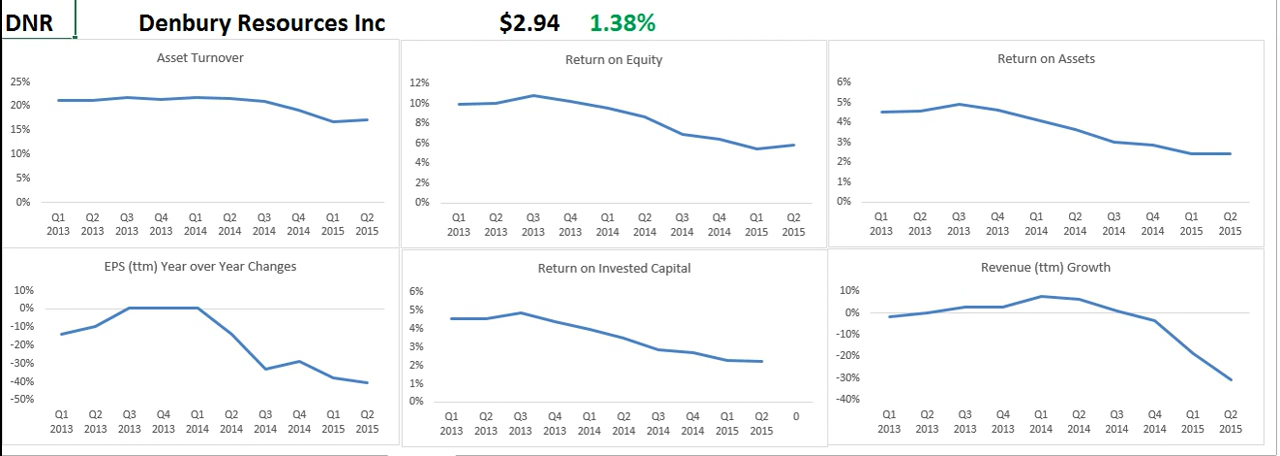 DNR Denbury Resources Inc $2.94 1.38%
Asset Turnover
25%
20%
15%
10%
5%
0%
Q1 Q2 Q3 Q4 Q1 Q2 Q3 Q4 Q1 Q2
2013 2013 2013 2013 2014 2014 2014 2014 2015 2015
Return on Equity
12%
10%
8%
6%
4%
2%
0%
Q1 Q2 Q3 Q4 Q1 Q2 Q3 Q4 Q1 Q2
2013 2013 2013 2013 2014 2014 2014 2014 2015 2015
Return on Assets
6%
5%
4%
3%
2%
1%
0%
Q1 Q2 Q3 Q4 Q1 Q2 Q3 Q4 Q1 Q2
2013 2013 2013 2013 2014 2014 2014 2014 2015 2015
EPS (ttm) Year over Year Changes
10%
0%
-10%
-20%
-30%
-40%
-50%
Q1 Q2 Q3 Q4 Q1 Q2 Q3 Q4 Q1 Q2
2013 2013 2013 2013 2014 2014 2014 2014 2015 2015
Return on Invested Capital
6%
5%
4%
3%
2%
1%
0%
Q1 Q2 Q3 Q4 Q1 Q2 Q3 Q4 Q1 Q2 0
2013 2013 2013 2013 2014 2014 2014 2014 2015 2015
Revenue (ttm) Growth
10%
0%
-10%
-20%
-30%
-40%
Q1 Q2 Q3 Q4 Q1 Q2 Q3 Q4 Q1 Q2
2013 2013 2013 2013 2014 2014 2014 2014 2015 2015